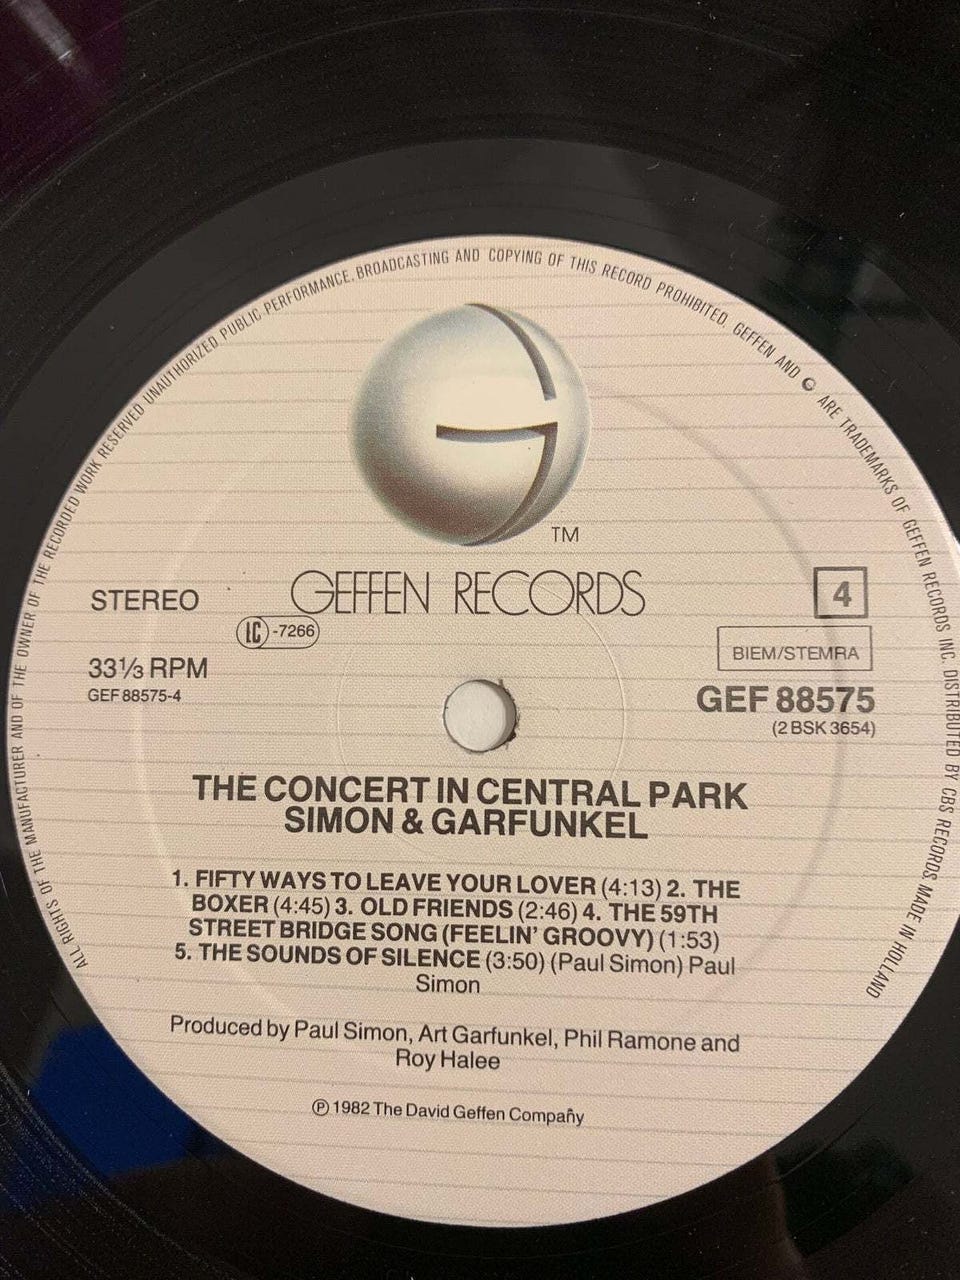 ALL RIGHTS OF THE MANUFACTURER AND OF THE OWNER OF THE RECORDED WORK RESERVED UNAUTHORIZED PUBLIC PERFORMANCE, BROADCASTING AND COPYING OF THIS RECORD PROHIBITED. GEFFEN AND G ARE TRADEMARKS OF GEFFEN RECORDS INC. DISTRIBUTED BY CBS RECORDS MADE IN HOLLAND
TM
GEFFEN RECORDS
STEREO
LC -7266
33⅓ RPM
GEF 88575-4
4
BIEM/STEMRA
GEF 88575
(2 BSK 3654)
THE CONCERT IN CENTRAL PARK
SIMON & GARFUNKEL
1. FIFTY WAYS TO LEAVE YOUR LOVER (4:13) 2. THE
BOXER (4:45) 3. OLD FRIENDS (2:46) 4. THE 59TH
STREET BRIDGE SONG (FEELIN' GROOVY) (1:53)
5. THE SOUNDS OF SILENCE (3:50) (Paul Simon) Paul
Simon
Produced by Paul Simon, Art Garfunkel, Phil Ramone and
Roy Halee
℗ 1982 The David Geffen Company